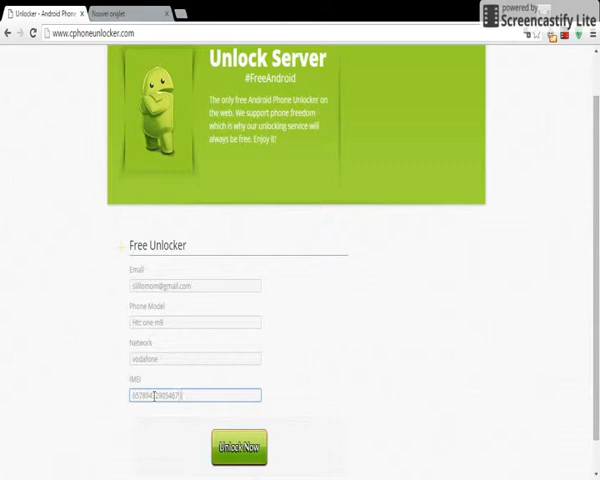 powered by
Screencastify Lite
Unlocker - Android Phone
Nouvel onglet
www.cphoneunlocker.com
Unlock Server
#FreeAndroid
The only free Android Phone Unlocker on
the web. We support phone freedom
which is why our unlocking service will
always be free. Enjoy it!
Free Unlocker
Email
Phone Model
Htc one m8
Network
vodafone
IMEI
Unlock Now